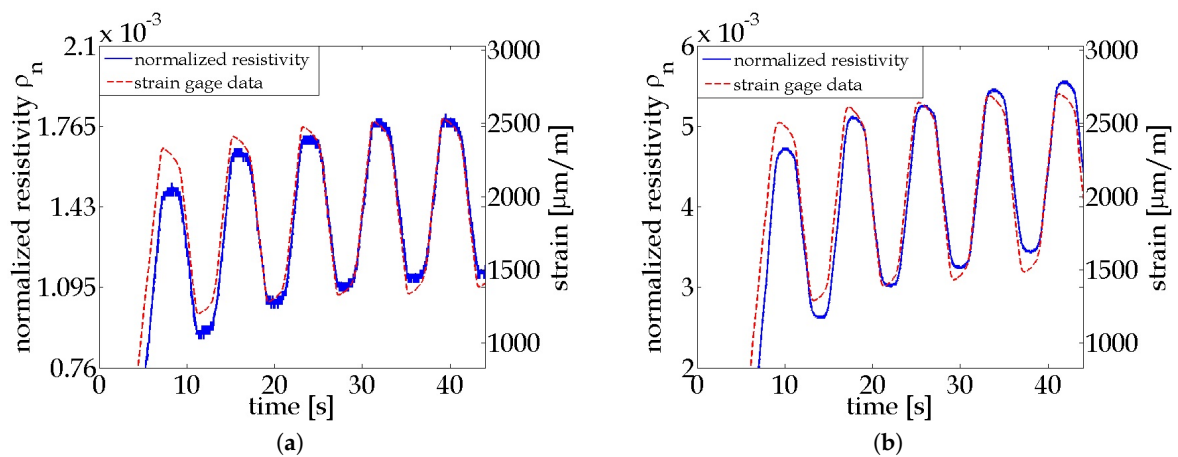 2.1 x 10⁻³
normalized resistivity
strain gage data
3000
1.765
2500
1.43
2000
1.095
1500
0.76
1000
0
10
20
30
40
normalized resistivity ρn
strain [µm/m]
time [s]
(a)
6 x 10⁻³
normalized resistivity
strain gage data
3000
5
2500
4
2000
3
1500
2
1000
0
10
20
30
40
normalized resistivity ρn
strain [µm/m]
time [s]
(b)